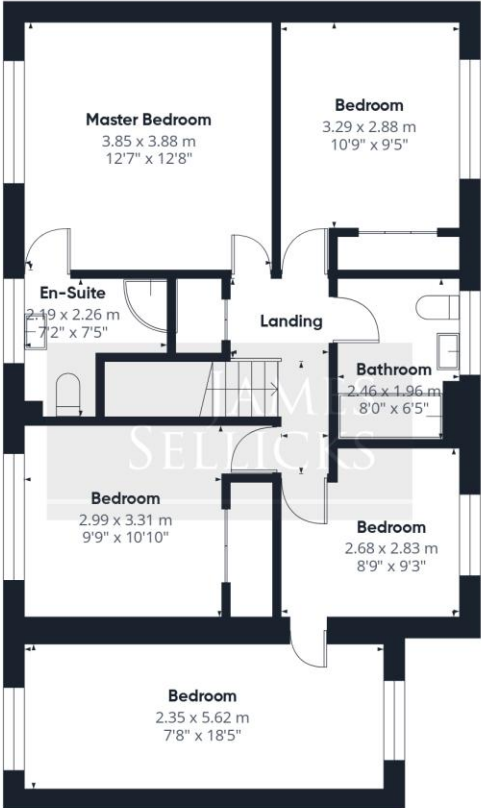 Master Bedroom
3.85 x 3.88 m
12'7" x 12'8"
Bedroom
3.29 x 2.88 m
10'9" x 9'5"
En-Suite
2.19 x 2.26 m
7'2" x 7'5"
Landing
Bathroom
2.46 x 1.96 m
8'0" x 6'5"
JAMES
SELLICKS
Bedroom
2.99 x 3.31 m
9'9" x 10'10"
Bedroom
2.68 x 2.83 m
8'9" x 9'3"
Bedroom
2.35 x 5.62 m
7'8" x 18'5"